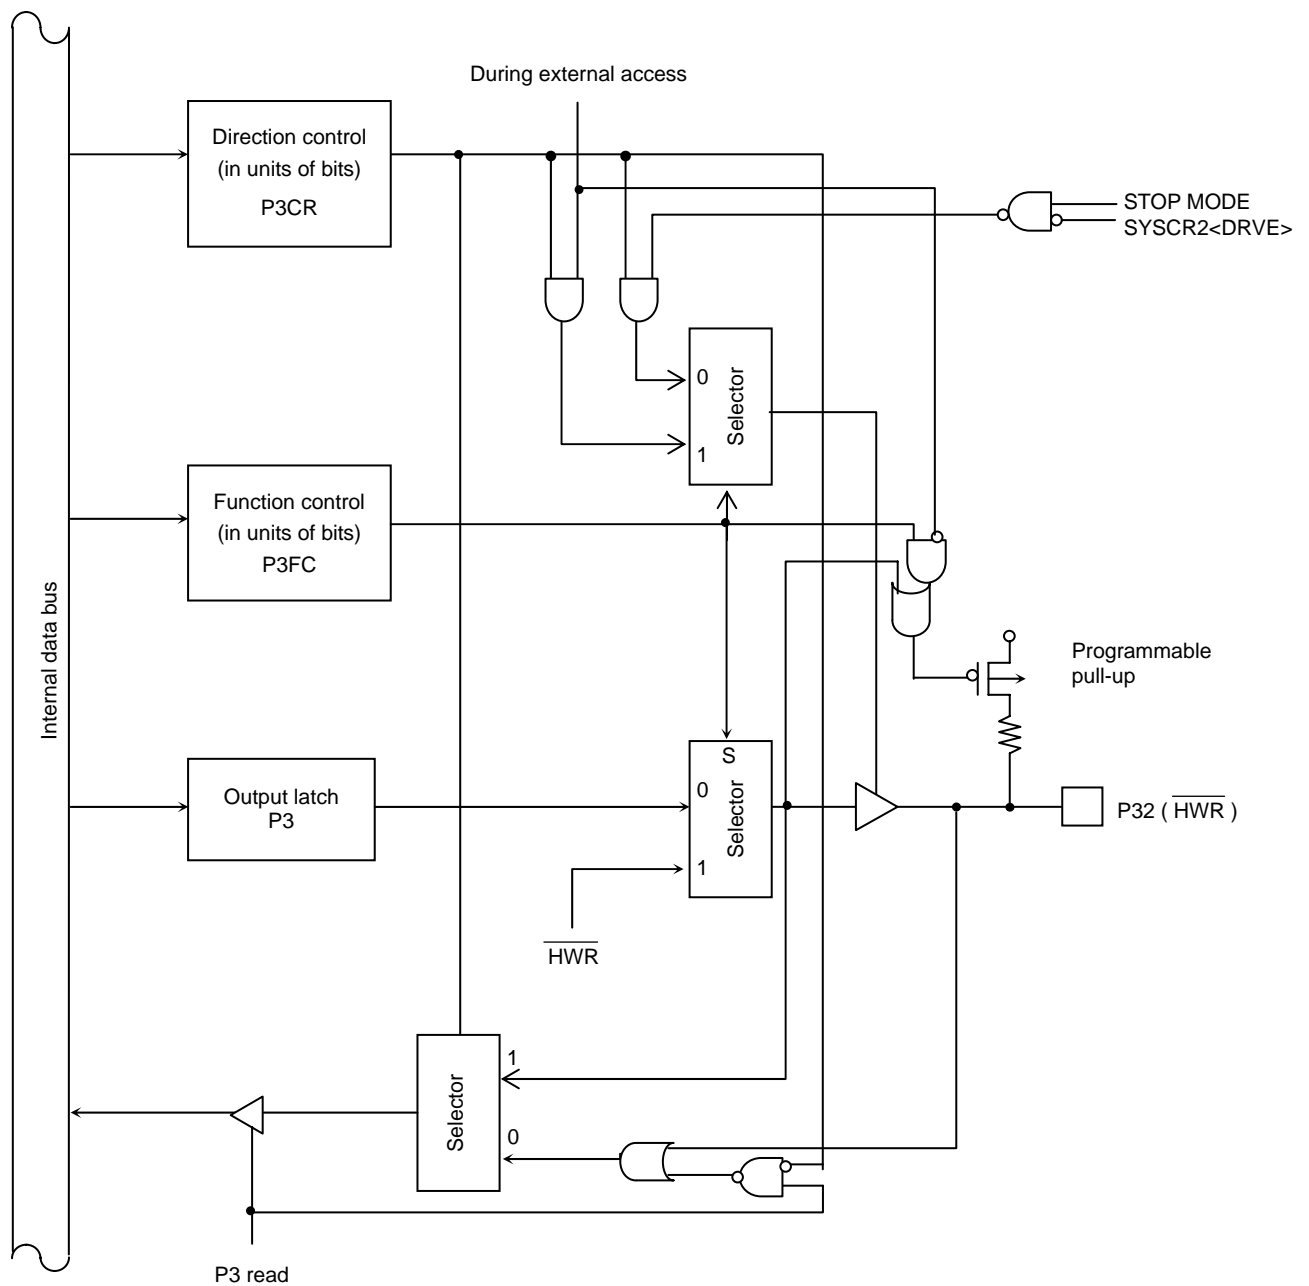 During external access
Direction control
(in units of bits)
P3CR
STOP MODE
SYSCR2<DRVE>
0
Selector
1
Function control
(in units of bits)
P3FC
Internal data bus
Programmable
pull-up
S
0
Selector
1
Output latch
P3
P32 ( H̅W̅R̅ )
H̅W̅R̅
1
Selector
0
P3 read